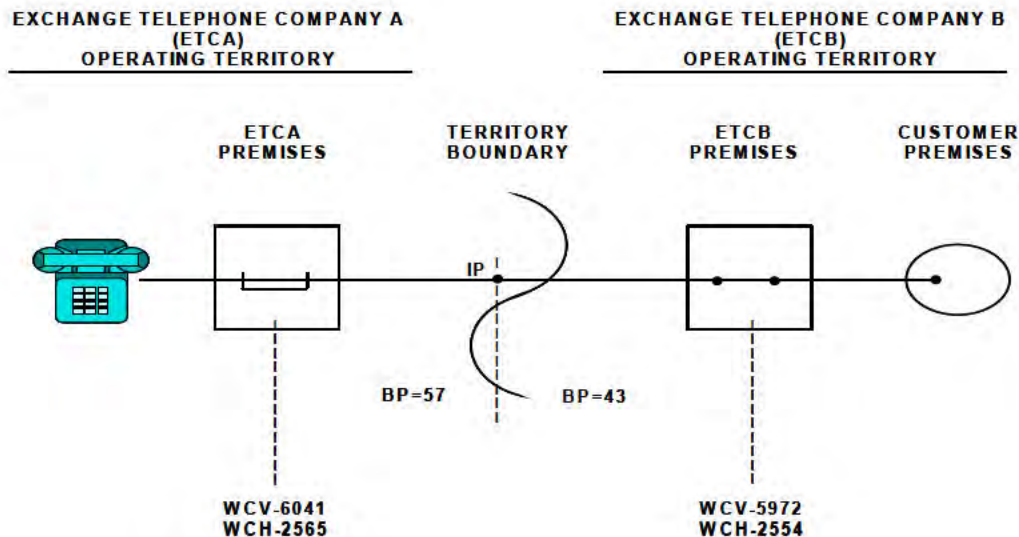 EXCHANGE TELEPHONE COMPANY A
(ETCA)
OPERATING TERRITORY
EXCHANGE TELEPHONE COMPANY B
(ETCB)
OPERATING TERRITORY
ETCA
PREMISES
TERRITORY
BOUNDARY
ETCB
PREMISES
CUSTOMER
PREMISES
IP
BP=57
BP=43
WCV-6041
WCH-2565
WCV-5972
WCH-2554